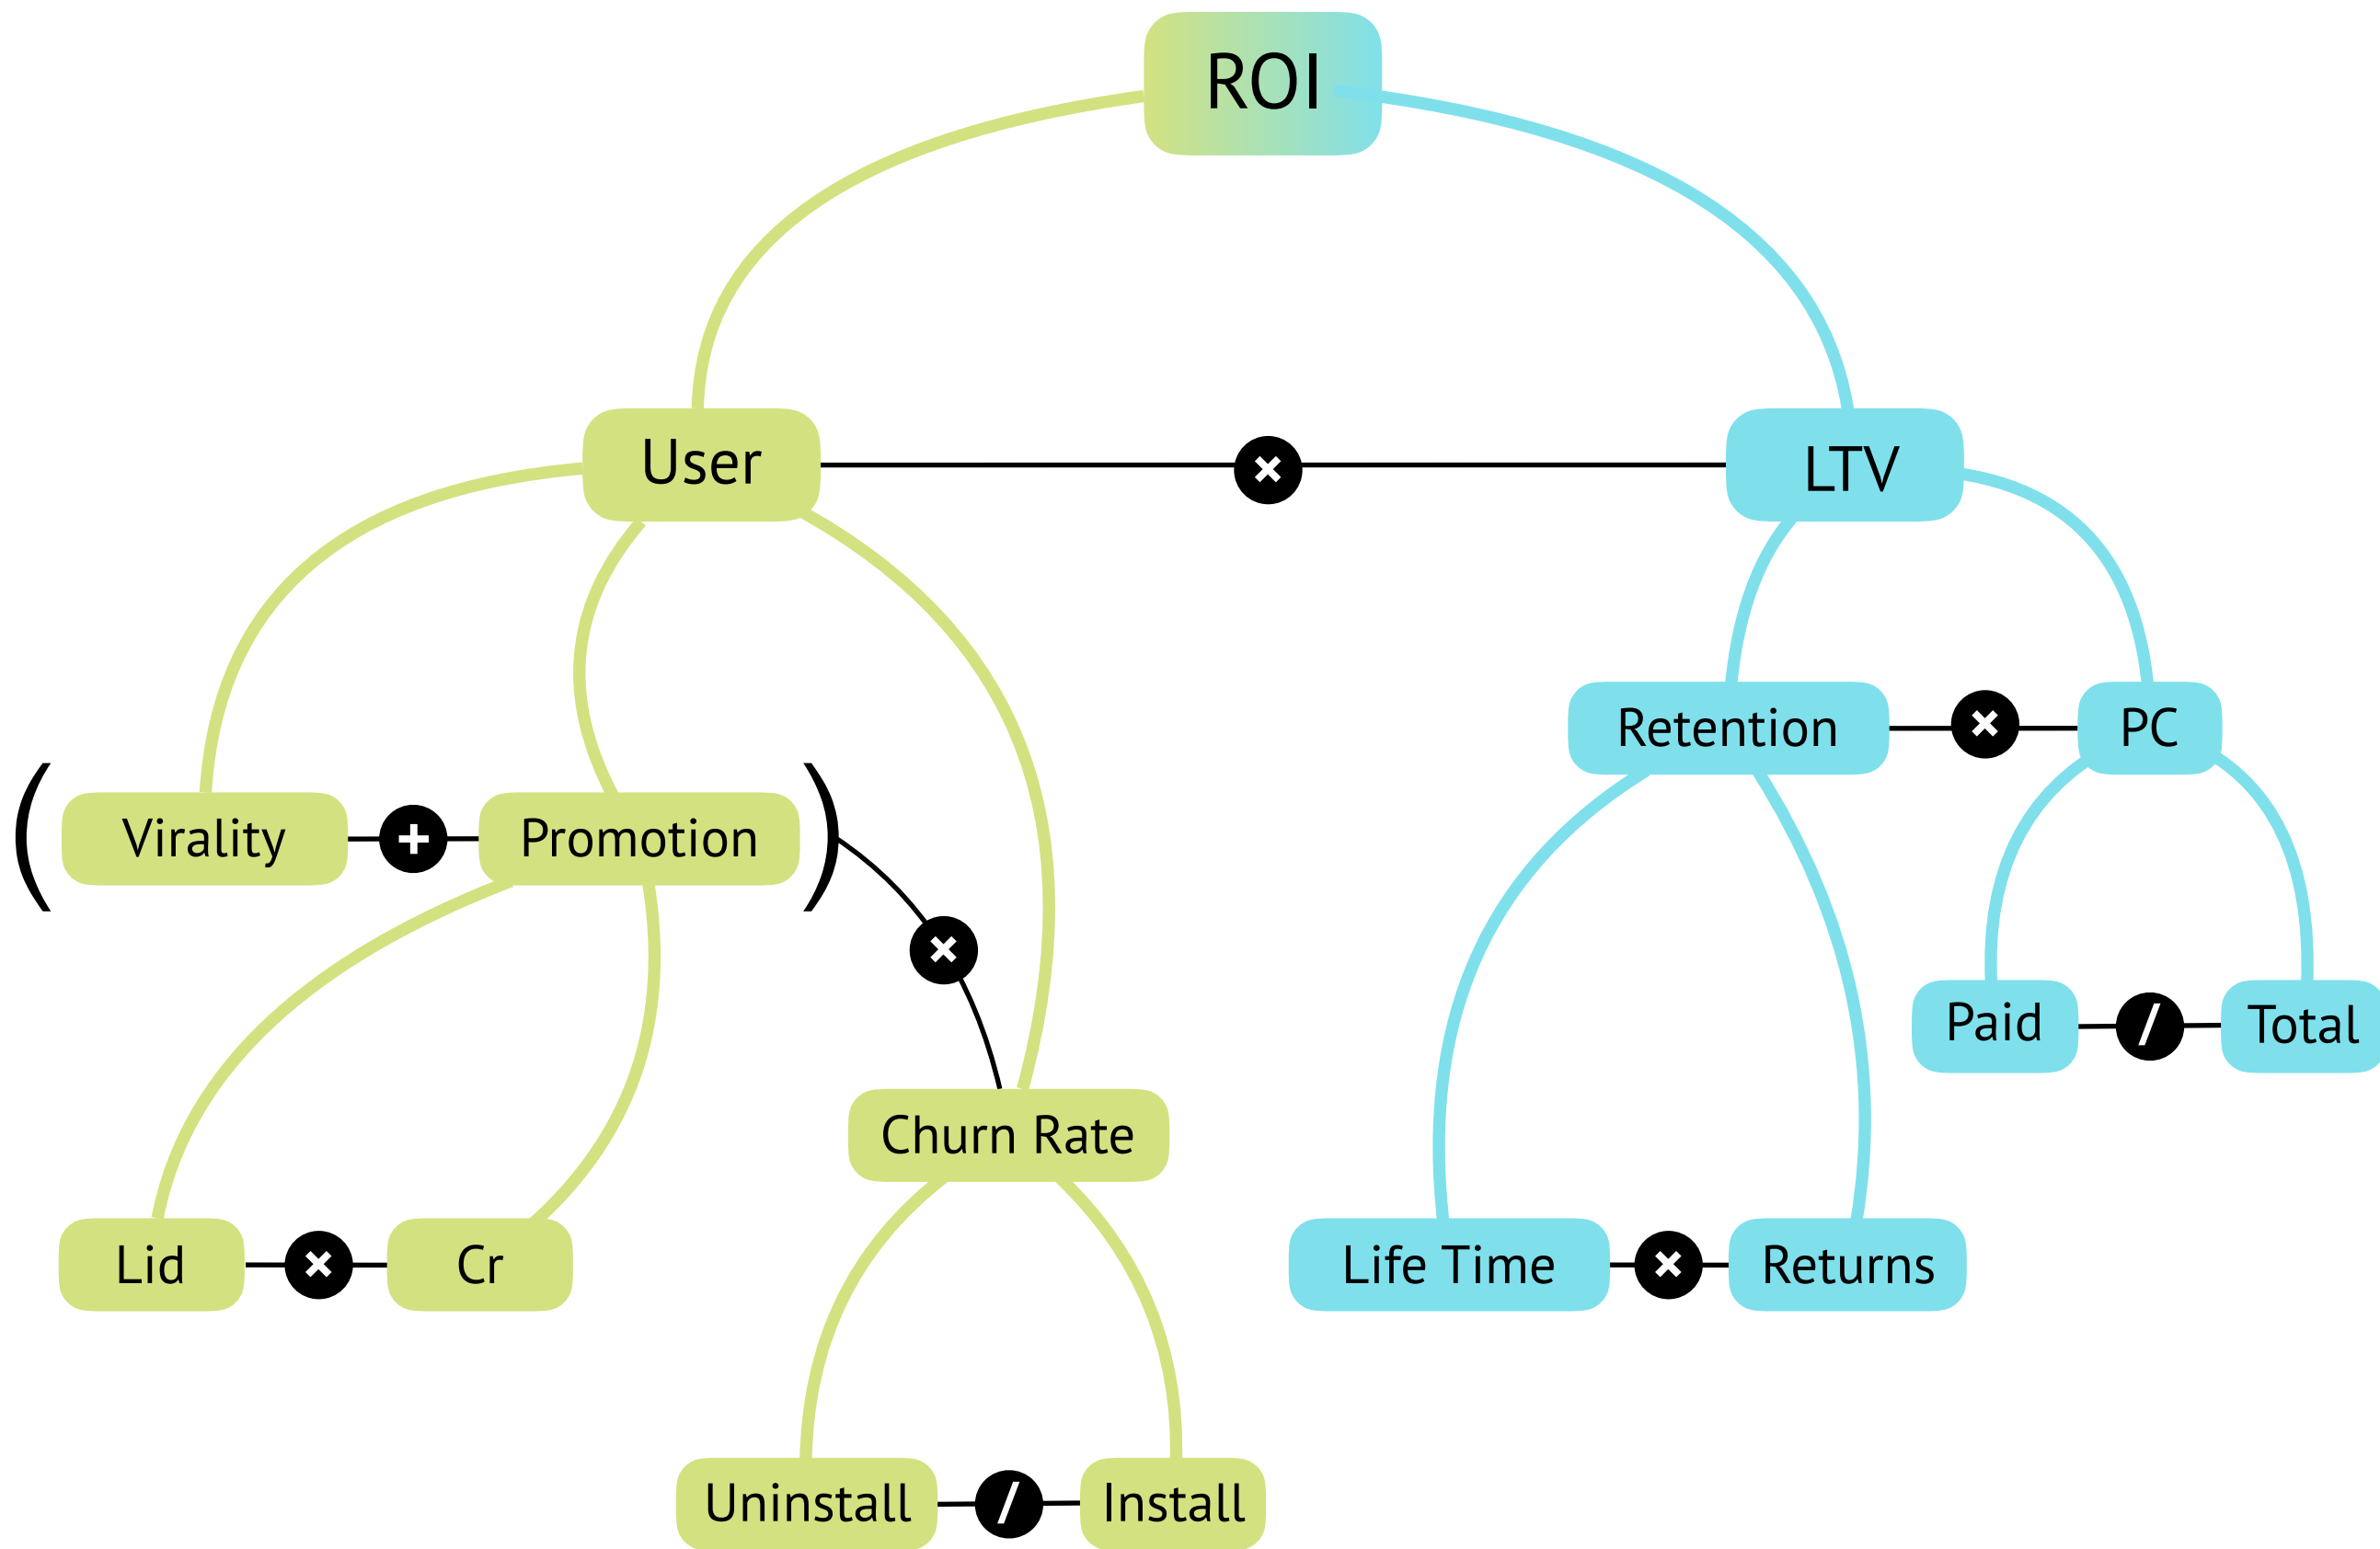 ROI
User
×
LTV
Retention
×
PC
(
Virality
+
Promotion
)
×
Paid
/
Total
Churn Rate
Lid
×
Cr
Life Time
×
Returns
Uninstall
/
Install